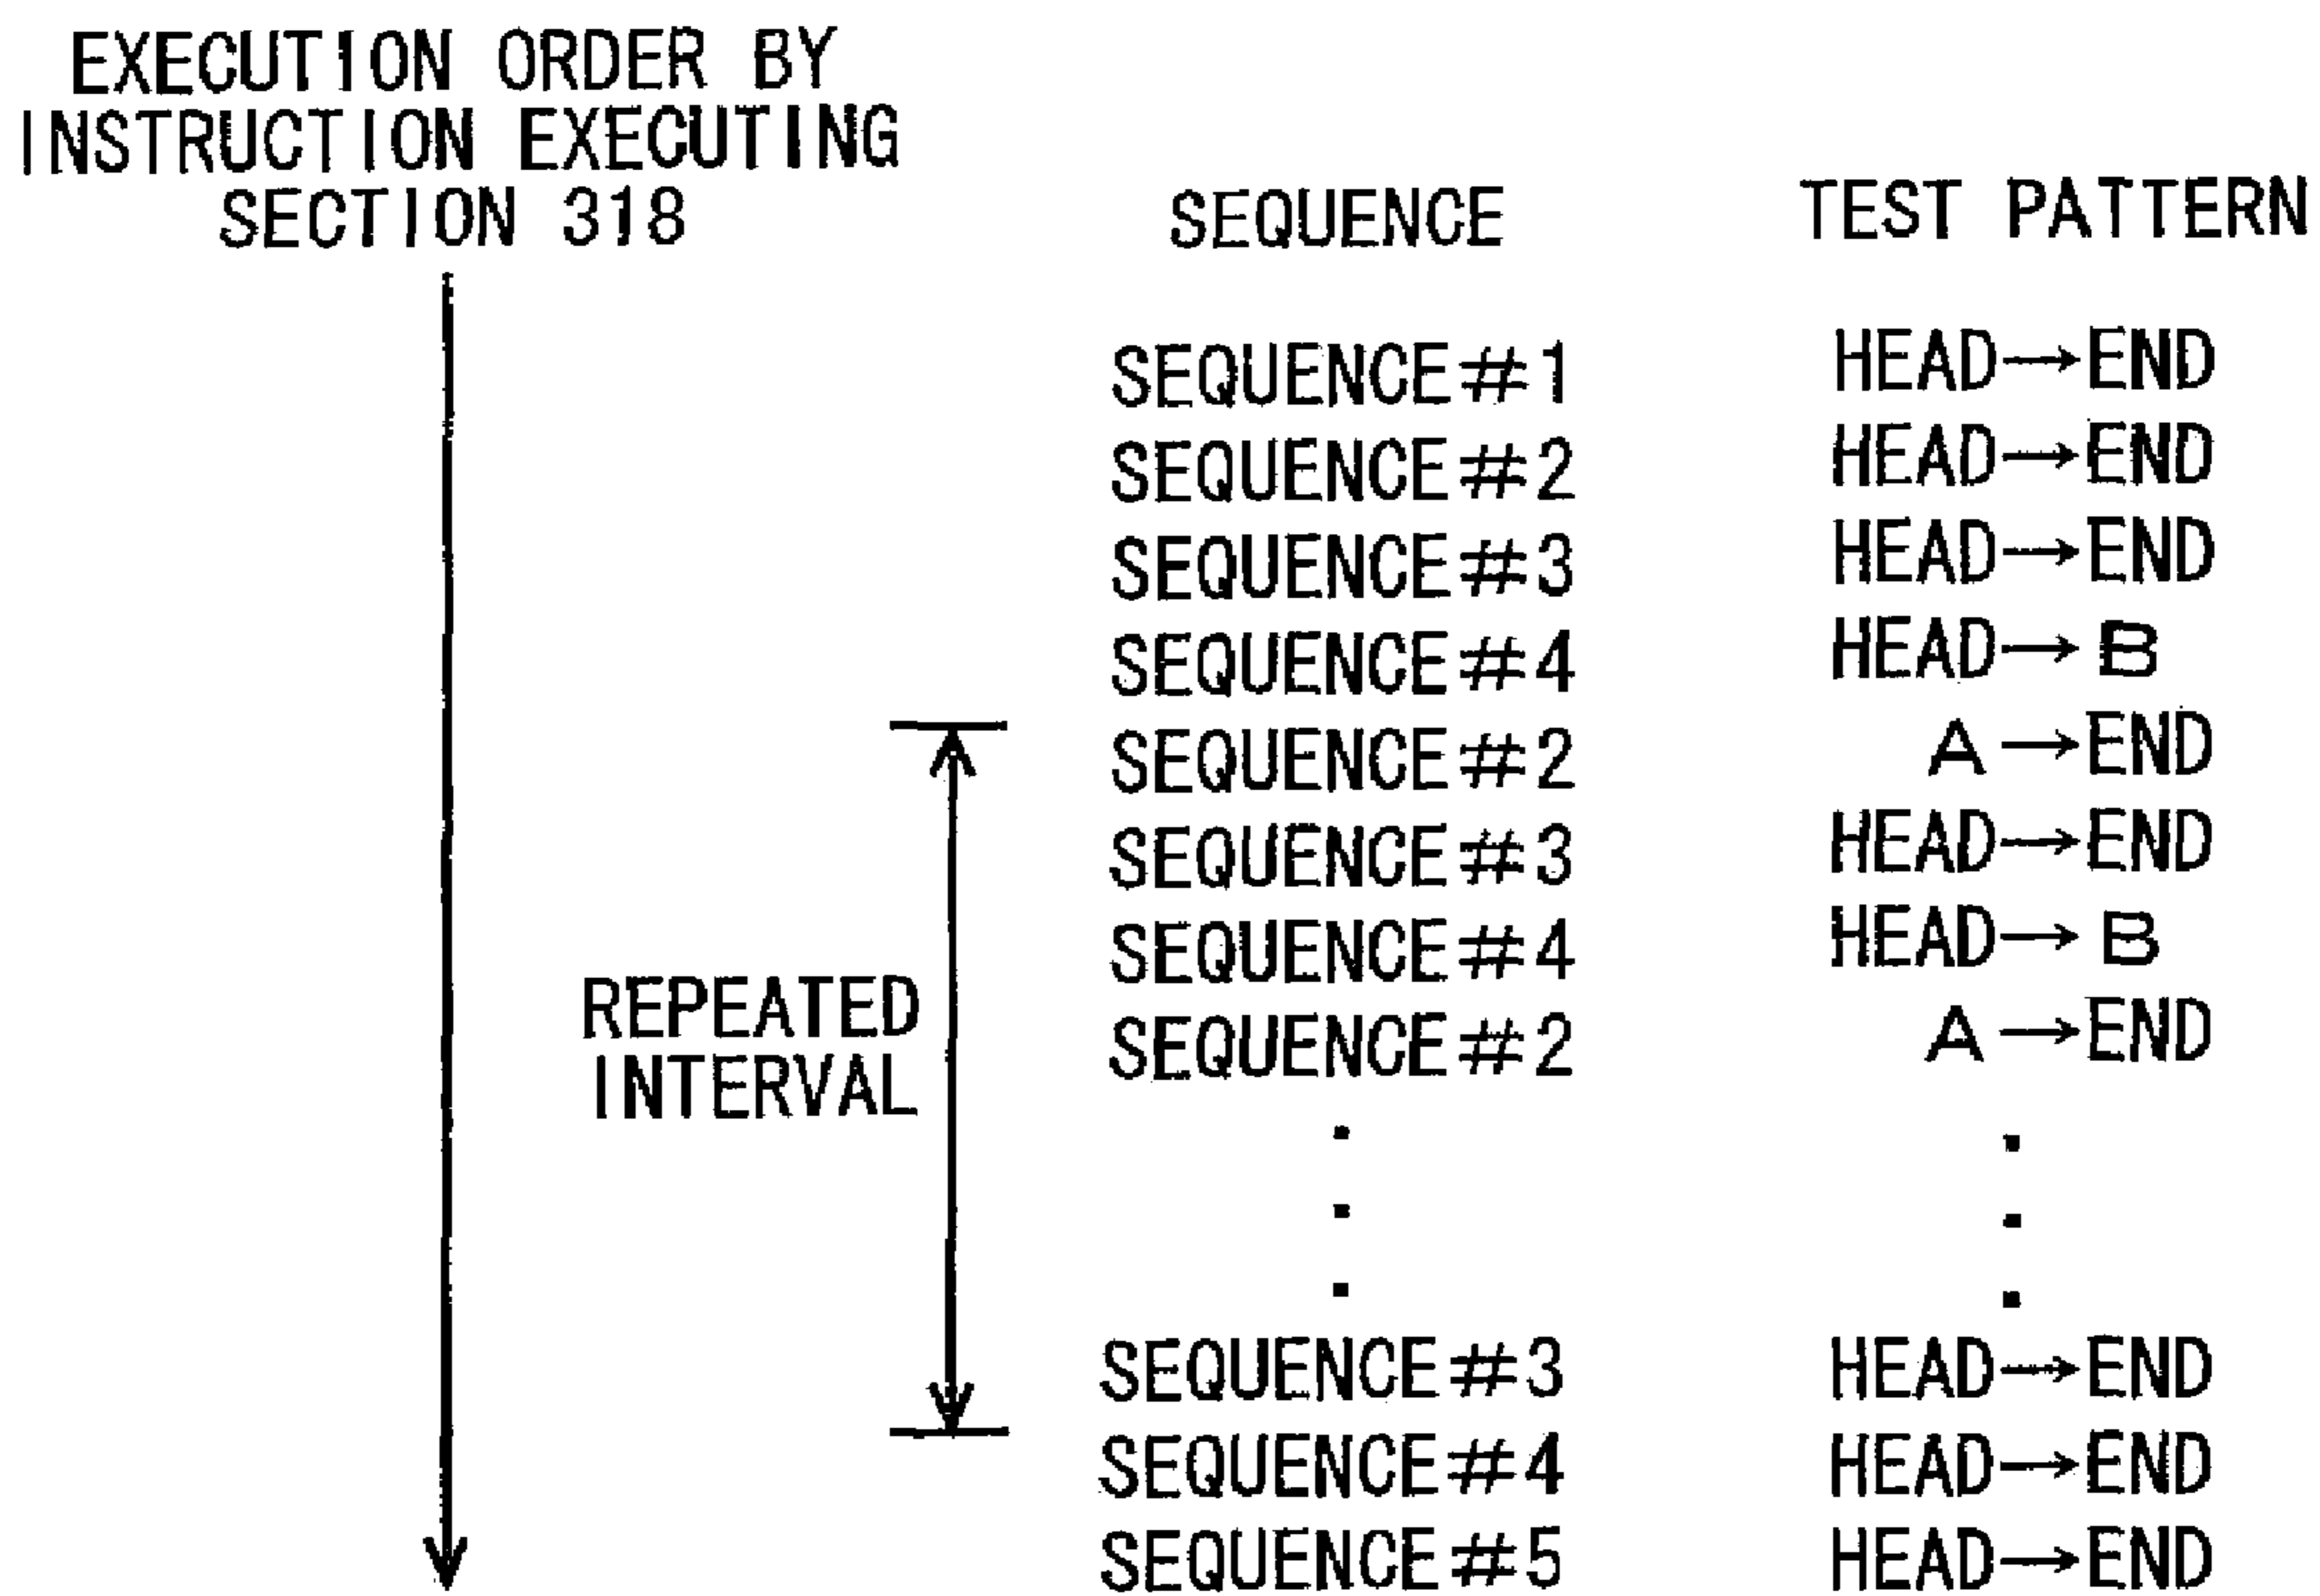 EXECUTION ORDER BY
INSTRUCTION EXECUTING
SECTION 318
SEQUENCE TEST PATTERN
SEQUENCE#1 HEAD→END
SEQUENCE#2 HEAD→END
SEQUENCE#3 HEAD→END
SEQUENCE#4 HEAD→B
SEQUENCE#2 A→END
SEQUENCE#3 HEAD→END
SEQUENCE#4 HEAD→B
REPEATED
INTERVAL
SEQUENCE#2 A→END
SEQUENCE#3 HEAD→END
SEQUENCE#4 HEAD→END
SEQUENCE#5 HEAD→END